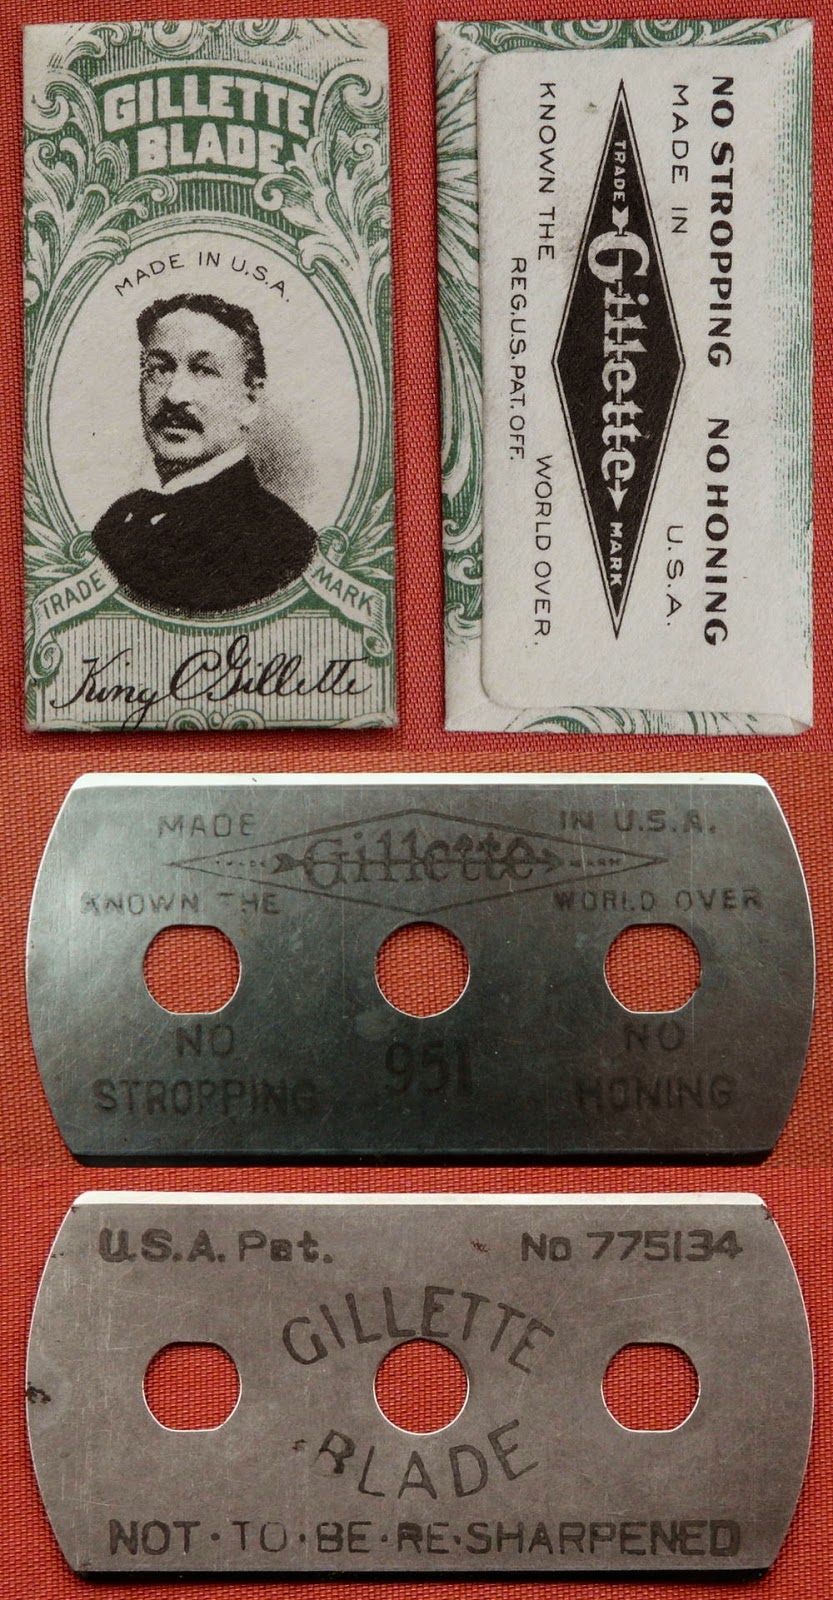 GILLETTE
BLADE
MADE IN U.S.A.
TRADE MARK
King C Gillette
NO STROPPING NO HONING
MADE IN U.S.A.
TRADE Gillette MARK
KNOWN THE WORLD OVER.
REG.U.S.PAT.OFF.
MADE IN U.S.A.
TRADE Gillette MARK
KNOWN THE WORLD OVER
NO NO
951
STROPPING HONING
U.S.A. Pat. No 775134
GILLETTE
BLADE
NOT·TO·BE·RE·SHARPENED